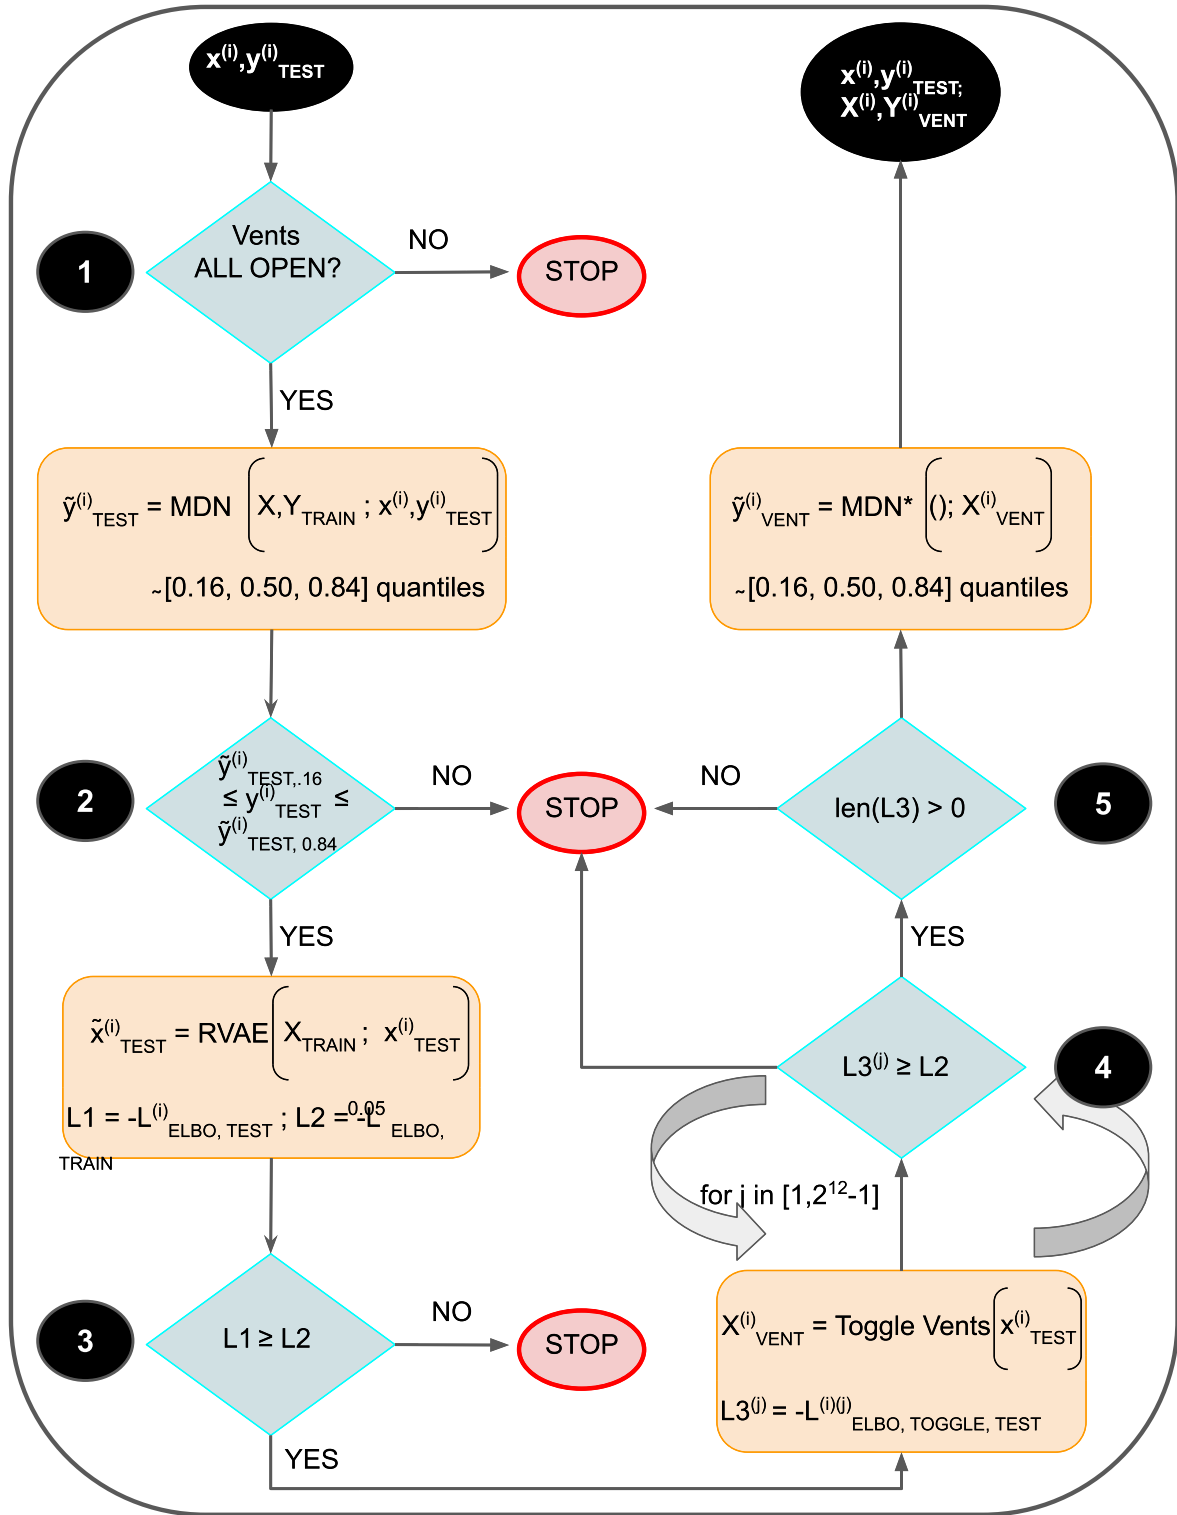 x⁽ⁱ⁾,y⁽ⁱ⁾TEST
1
Vents
ALL OPEN?
NO
STOP
YES
ỹ⁽ⁱ⁾TEST = MDN (X,YTRAIN ; x⁽ⁱ⁾,y⁽ⁱ⁾TEST)
~[0.16, 0.50, 0.84] quantiles
2
ỹ⁽ⁱ⁾TEST,.16
≤ y⁽ⁱ⁾TEST ≤
ỹ⁽ⁱ⁾TEST, 0.84
NO
STOP
YES
x̃⁽ⁱ⁾TEST = RVAE (XTRAIN ; x⁽ⁱ⁾TEST)
L1 = -L⁽ⁱ⁾ELBO, TEST ; L2 = -L⁰·⁰⁵ELBO,
TRAIN
3
L1 ≥ L2
NO
STOP
YES
X⁽ⁱ⁾VENT = Toggle Vents (x⁽ⁱ⁾TEST)
L3⁽ʲ⁾ = -L⁽ⁱ⁾⁽ʲ⁾ELBO, TOGGLE, TEST
for j in [1,2¹²-1]
4
L3⁽ʲ⁾ ≥ L2
YES
5
len(L3) > 0
NO
ỹ⁽ⁱ⁾VENT = MDN* ((); X⁽ⁱ⁾VENT)
~[0.16, 0.50, 0.84] quantiles
x⁽ⁱ⁾,y⁽ⁱ⁾TEST;
X⁽ⁱ⁾,Y⁽ⁱ⁾VENT